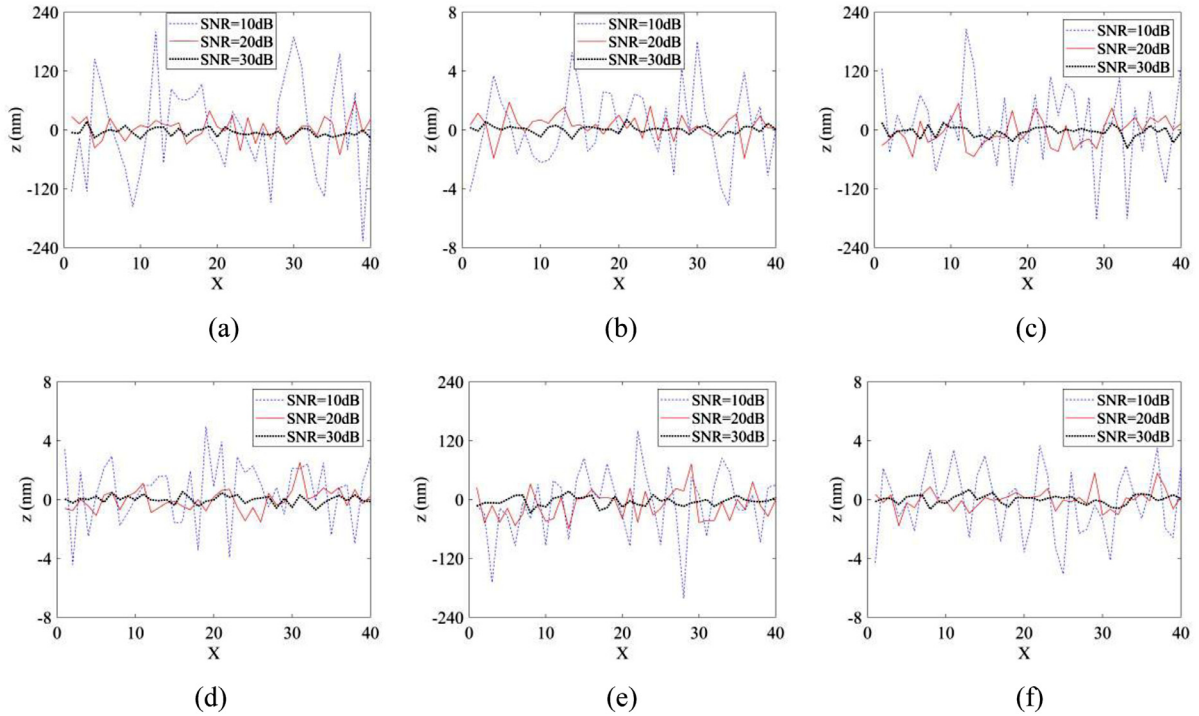 240
120
0
-120
-240
z (nm)
0 10 20 30 40
X
SNR=10dB
SNR=20dB
SNR=30dB
(a)
8
4
0
-4
-8
z (nm)
0 10 20 30 40
X
SNR=10dB
SNR=20dB
SNR=30dB
(b)
240
120
0
-120
-240
z (nm)
0 10 20 30 40
X
SNR=10dB
SNR=20dB
SNR=30dB
(c)
8
4
0
-4
-8
z (nm)
0 10 20 30 40
X
SNR=10dB
SNR=20dB
SNR=30dB
(d)
240
120
0
-120
-240
z (nm)
0 10 20 30 40
X
SNR=10dB
SNR=20dB
SNR=30dB
(e)
8
4
0
-4
-8
z (nm)
0 10 20 30 40
X
SNR=10dB
SNR=20dB
SNR=30dB
(f)